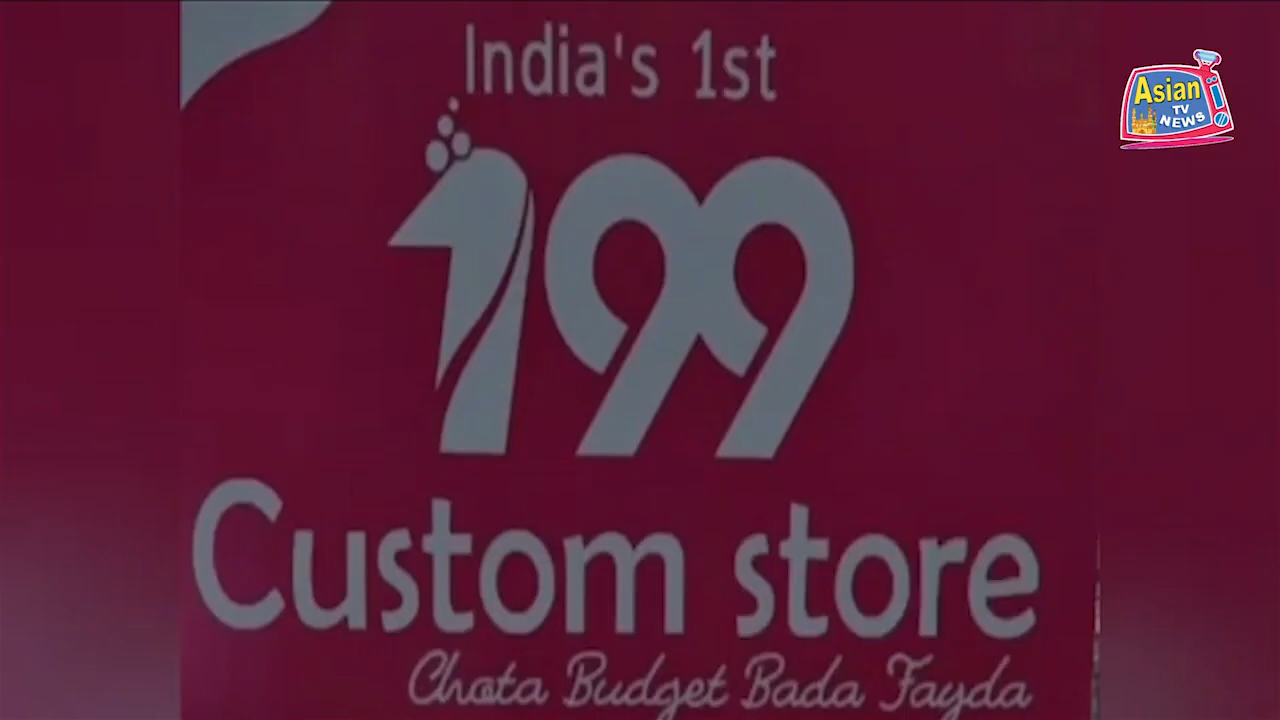 India's 1st
199
Custom store
Chota Budget Bada Fayda
Asian
TV
NEWS